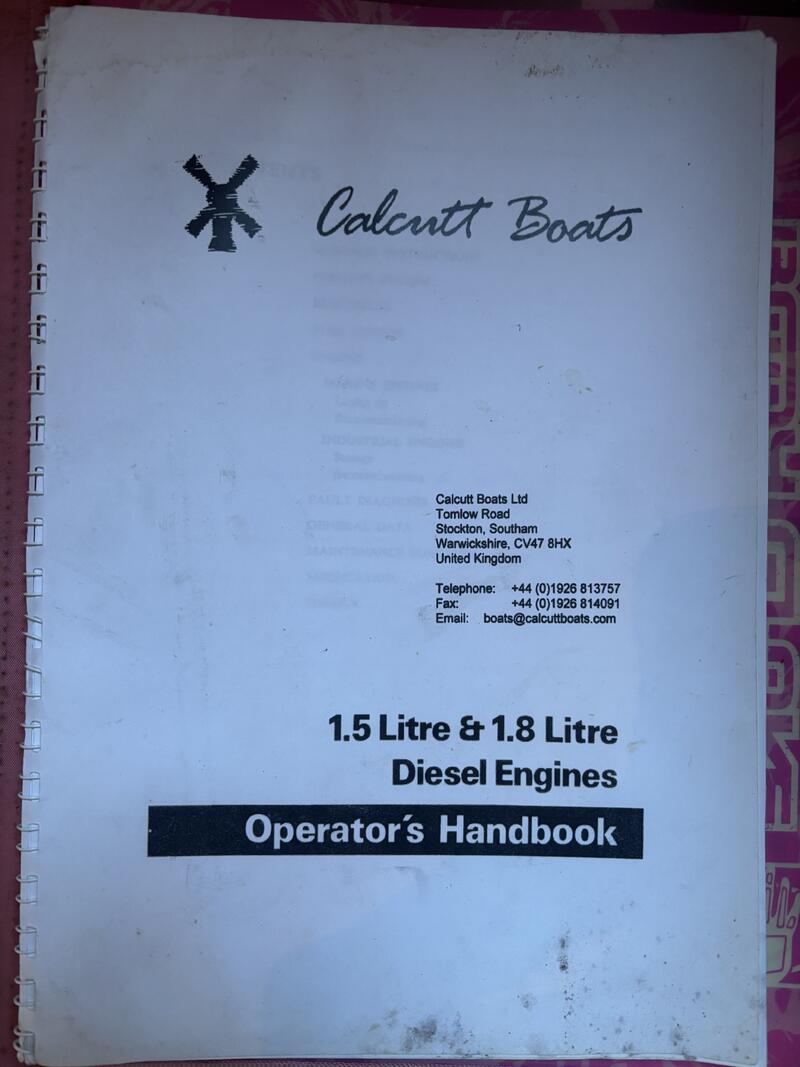 Calcutt Boats
Calcutt Boats Ltd
Tomlow Road
Stockton, Southam
Warwickshire, CV47 8HX
United Kingdom
Telephone: +44 (0)1926 813757
Fax: +44 (0)1926 814091
Email: boats@calcuttboats.com
1.5 Litre & 1.8 Litre
Diesel Engines
Operator's Handbook